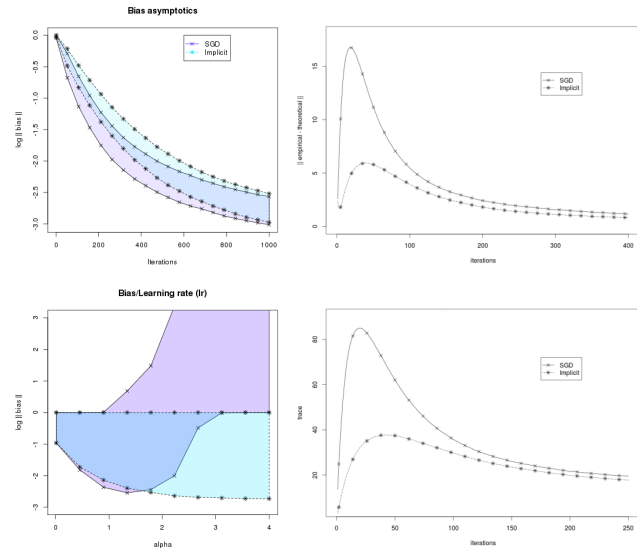 Bias asymptotics
SGD
Implicit
log || bias ||
0.0
-0.5
-1.0
-1.5
-2.0
-2.5
-3.0
0 200 400 600 800 1000
Iterations
SGD
Implicit
|| empirical - theoretical ||
15
10
5
0
0 100 200 300 400
iterations
Bias/Learning rate (lr)
log || bias ||
3
2
1
0
-1
-2
-3
0 1 2 3 4
alpha
SGD
Implicit
trace
80
60
40
20
0 50 100 150 200 250
iterations